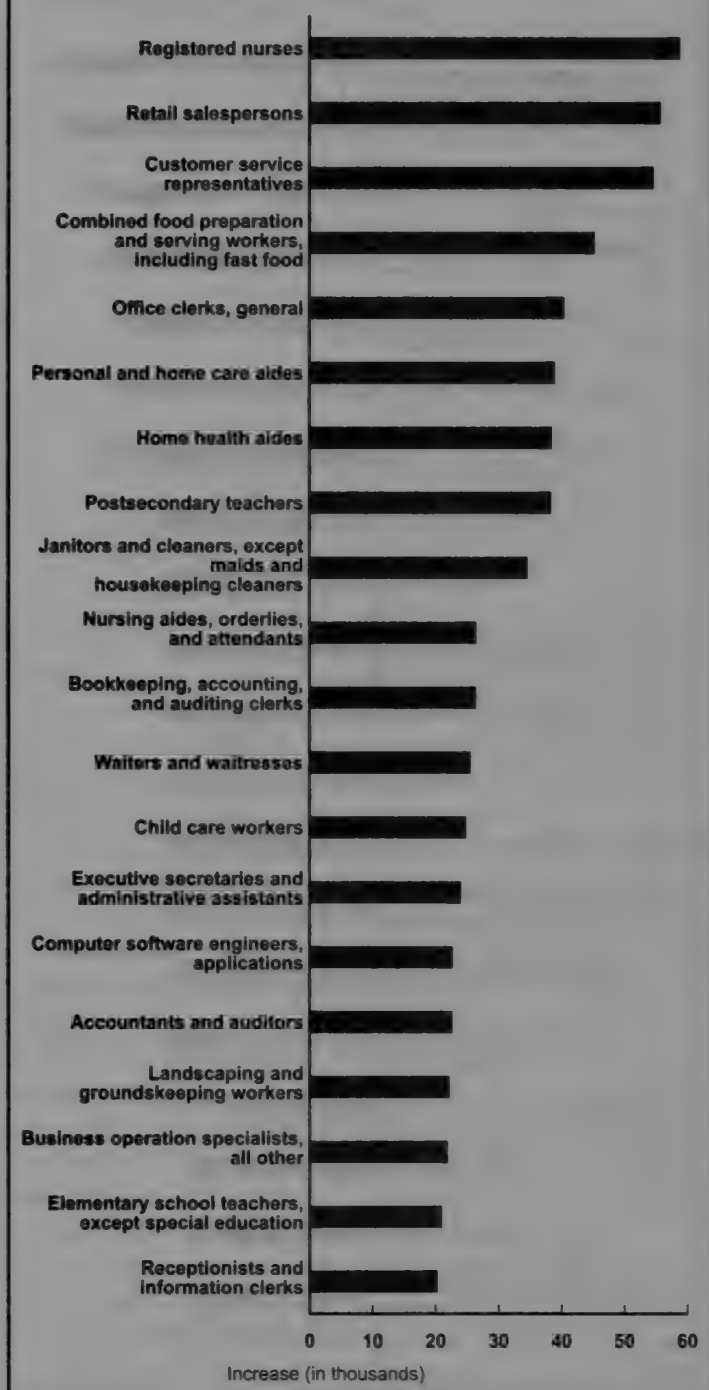 Registered nurses
Retail salespersons
Customer service
representatives
Combined food preparation
and serving workers,
including fast food
Office clerks, general
Personal and home care aides
Home health aides
Postsecondary teachers
Janitors and cleaners, except
maids and
housekeeping cleaners
Nursing aides, orderlies,
and attendants
Bookkeeping, accounting,
and auditing clerks
Waiters and waitresses
Child care workers
Executive secretaries and
administrative assistants
Computer software engineers,
applications
Accountants and auditors
Landscaping and
groundskeeping workers
Business operation specialists,
all other
Elementary school teachers,
except special education
Receptionists and
information clerks
0 10 20 30 40 50 60
Increase (in thousands)